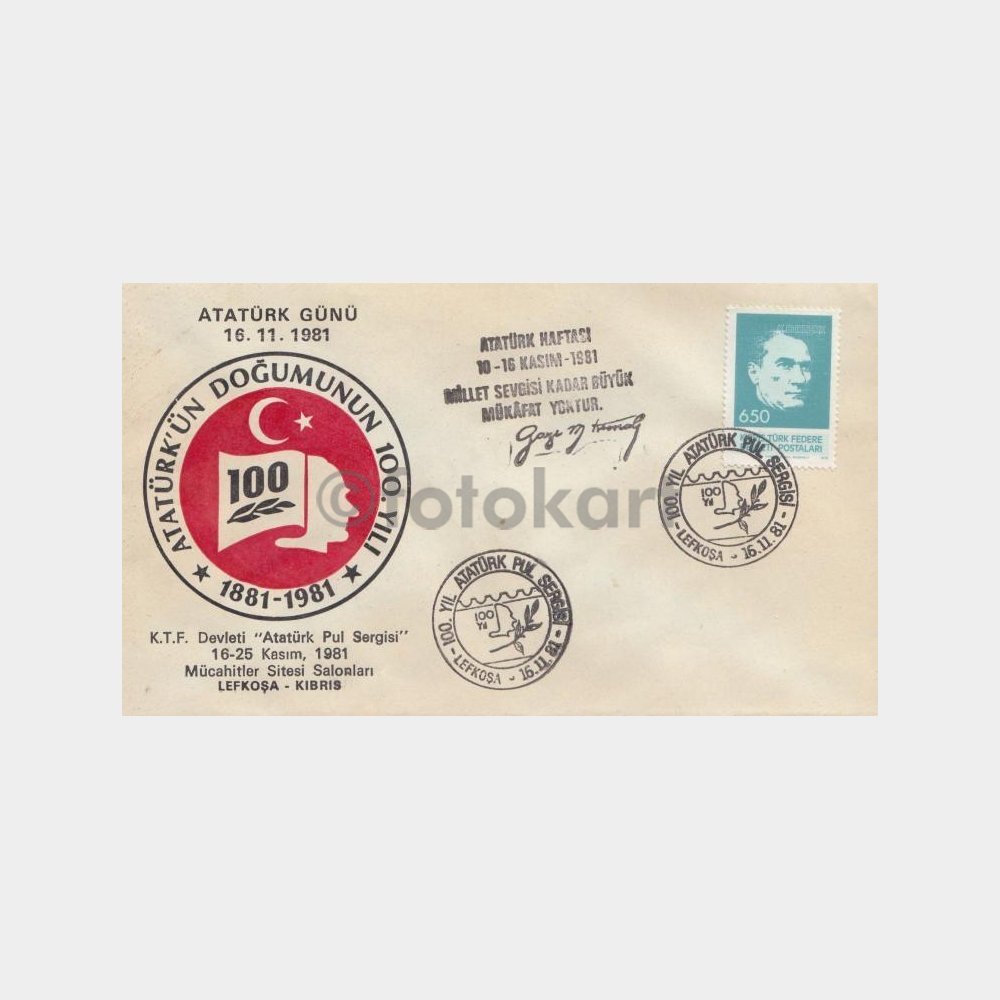 ATATÜRK GÜNÜ
16. 11. 1981
ATATÜRK'ÜN DOĞUMUNUN 100. YILI
100
★ 1881-1981 ★
K.T.F. Devleti "Atatürk Pul Sergisi"
16-25 Kasım, 1981
Mücahitler Sitesi Salonları
LEFKOŞA - KIBRIS
ATATÜRK HAFTASI
10-16 KASIM-1981
MİLLET SEVGİSİ KADAR BÜYÜK
MÜKÂFAT YOKTUR.
Gazi M Kemal
650
TÜRK FEDERE
POSTALARI
100. YIL ATATÜRK PUL SERGİSİ
100
Yıl
- LEFKOŞA - 16.11.81 -
100. YIL ATATÜRK PUL SERGİSİ
100
Yıl
- LEFKOŞA - 16.11.81 -
©fotokart